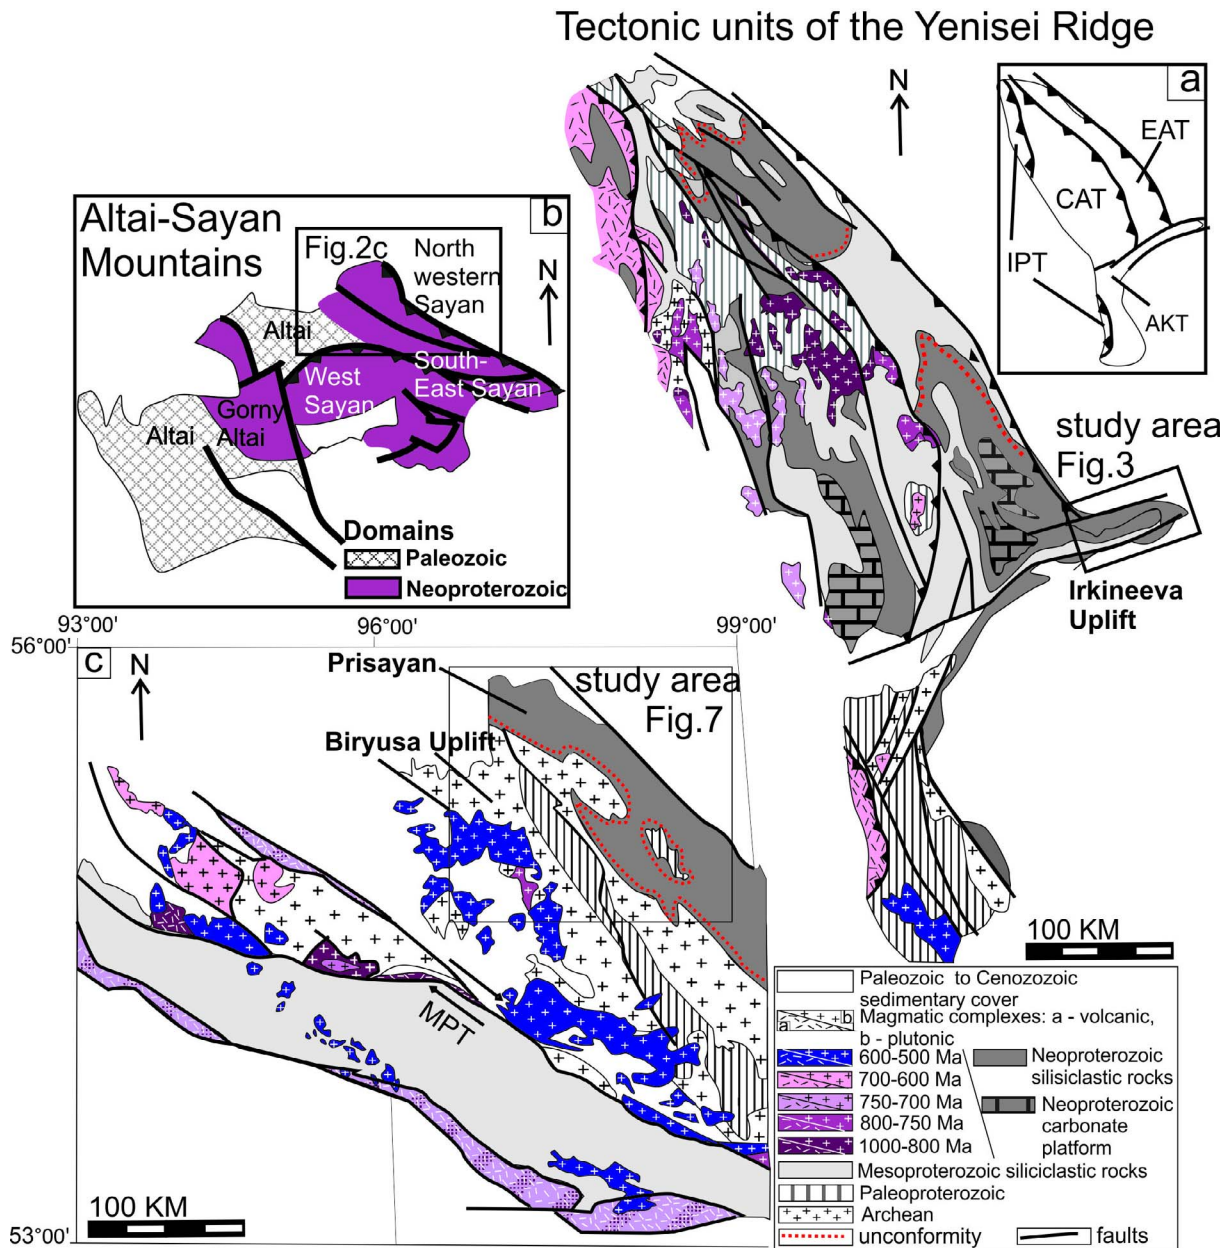 Tectonic units of the Yenisei Ridge
N
a
EAT
CAT
IPT
AKT
b
Altai-Sayan
Mountains
Fig.2c
North
western
Sayan
N
Altai
South-
East Sayan
West
Sayan
Gorny
Altai
Altai
Domains
Paleozoic
Neoproterozoic
study area
Fig.3
Irkineeva
Uplift
93°00'
96°00'
99°00'
56°00'
c
N
Prisayan
study area
Fig.7
Biryusa Uplift
MPT
100 KM
53°00'
100 KM
Paleozoic to Cenozozoic
sedimentary cover
a b Magmatic complexes: a - volcanic,
b - plutonic
600-500 Ma
700-600 Ma
750-700 Ma
800-750 Ma
1000-800 Ma
Neoproterozoic
silisiclastic rocks
Neoproterozoic
carbonate
platform
Mesoproterozoic siliciclastic rocks
Paleoproterozoic
Archean
unconformity
faults